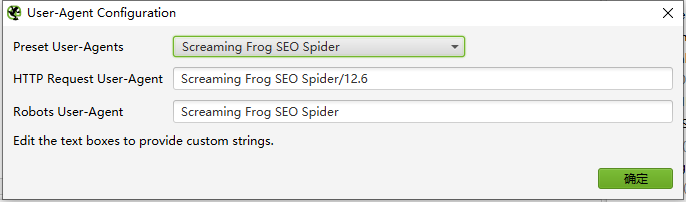 User-Agent Configuration
Preset User-Agents Screaming Frog SEO Spider
HTTP Request User-Agent Screaming Frog SEO Spider/12.6
Robots User-Agent Screaming Frog SEO Spider
Edit the text boxes to provide custom strings.
确定